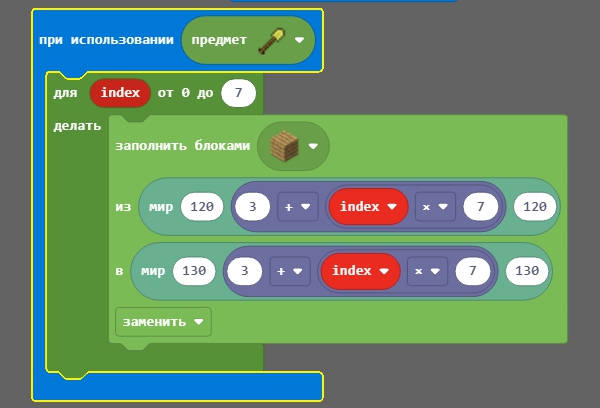 при использовании предмет
для index от 0 до 7
делать
заполнить блоками
из мир 120 3 + index × 7 120
в мир 130 3 + index × 7 130
заменить